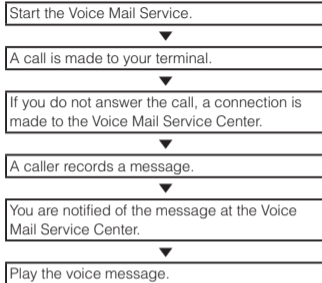 Start the Voice Mail Service.
▼
A call is made to your terminal.
▼
If you do not answer the call, a connection is
made to the Voice Mail Service Center.
▼
A caller records a message.
▼
You are notified of the message at the Voice
Mail Service Center.
▼
Play the voice message.